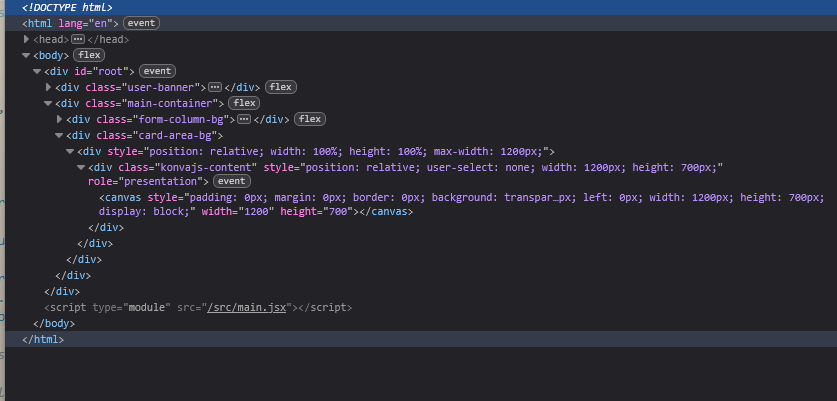 <!DOCTYPE html>
<html lang="en"> event
<head> ⋯ </head>
<body> flex
<div id="root"> event
<div class="user-banner"> ⋯ </div> flex
<div class="main-container"> flex
<div class="form-column-bg"> ⋯ </div> flex
<div class="card-area-bg">
<div style="position: relative; width: 100%; height: 100%; max-width: 1200px;">
<div class="konvajs-content" style="position: relative; user-select: none; width: 1200px; height: 700px;"
role="presentation"> event
<canvas style="padding: 0px; margin: 0px; border: 0px; background: transpar…px; left: 0px; width: 1200px; height: 700px;
display: block;" width="1200" height="700"></canvas>
</div>
</div>
</div>
</div>
</div>
<script type="module" src="/src/main.jsx"></script>
</body>
</html>